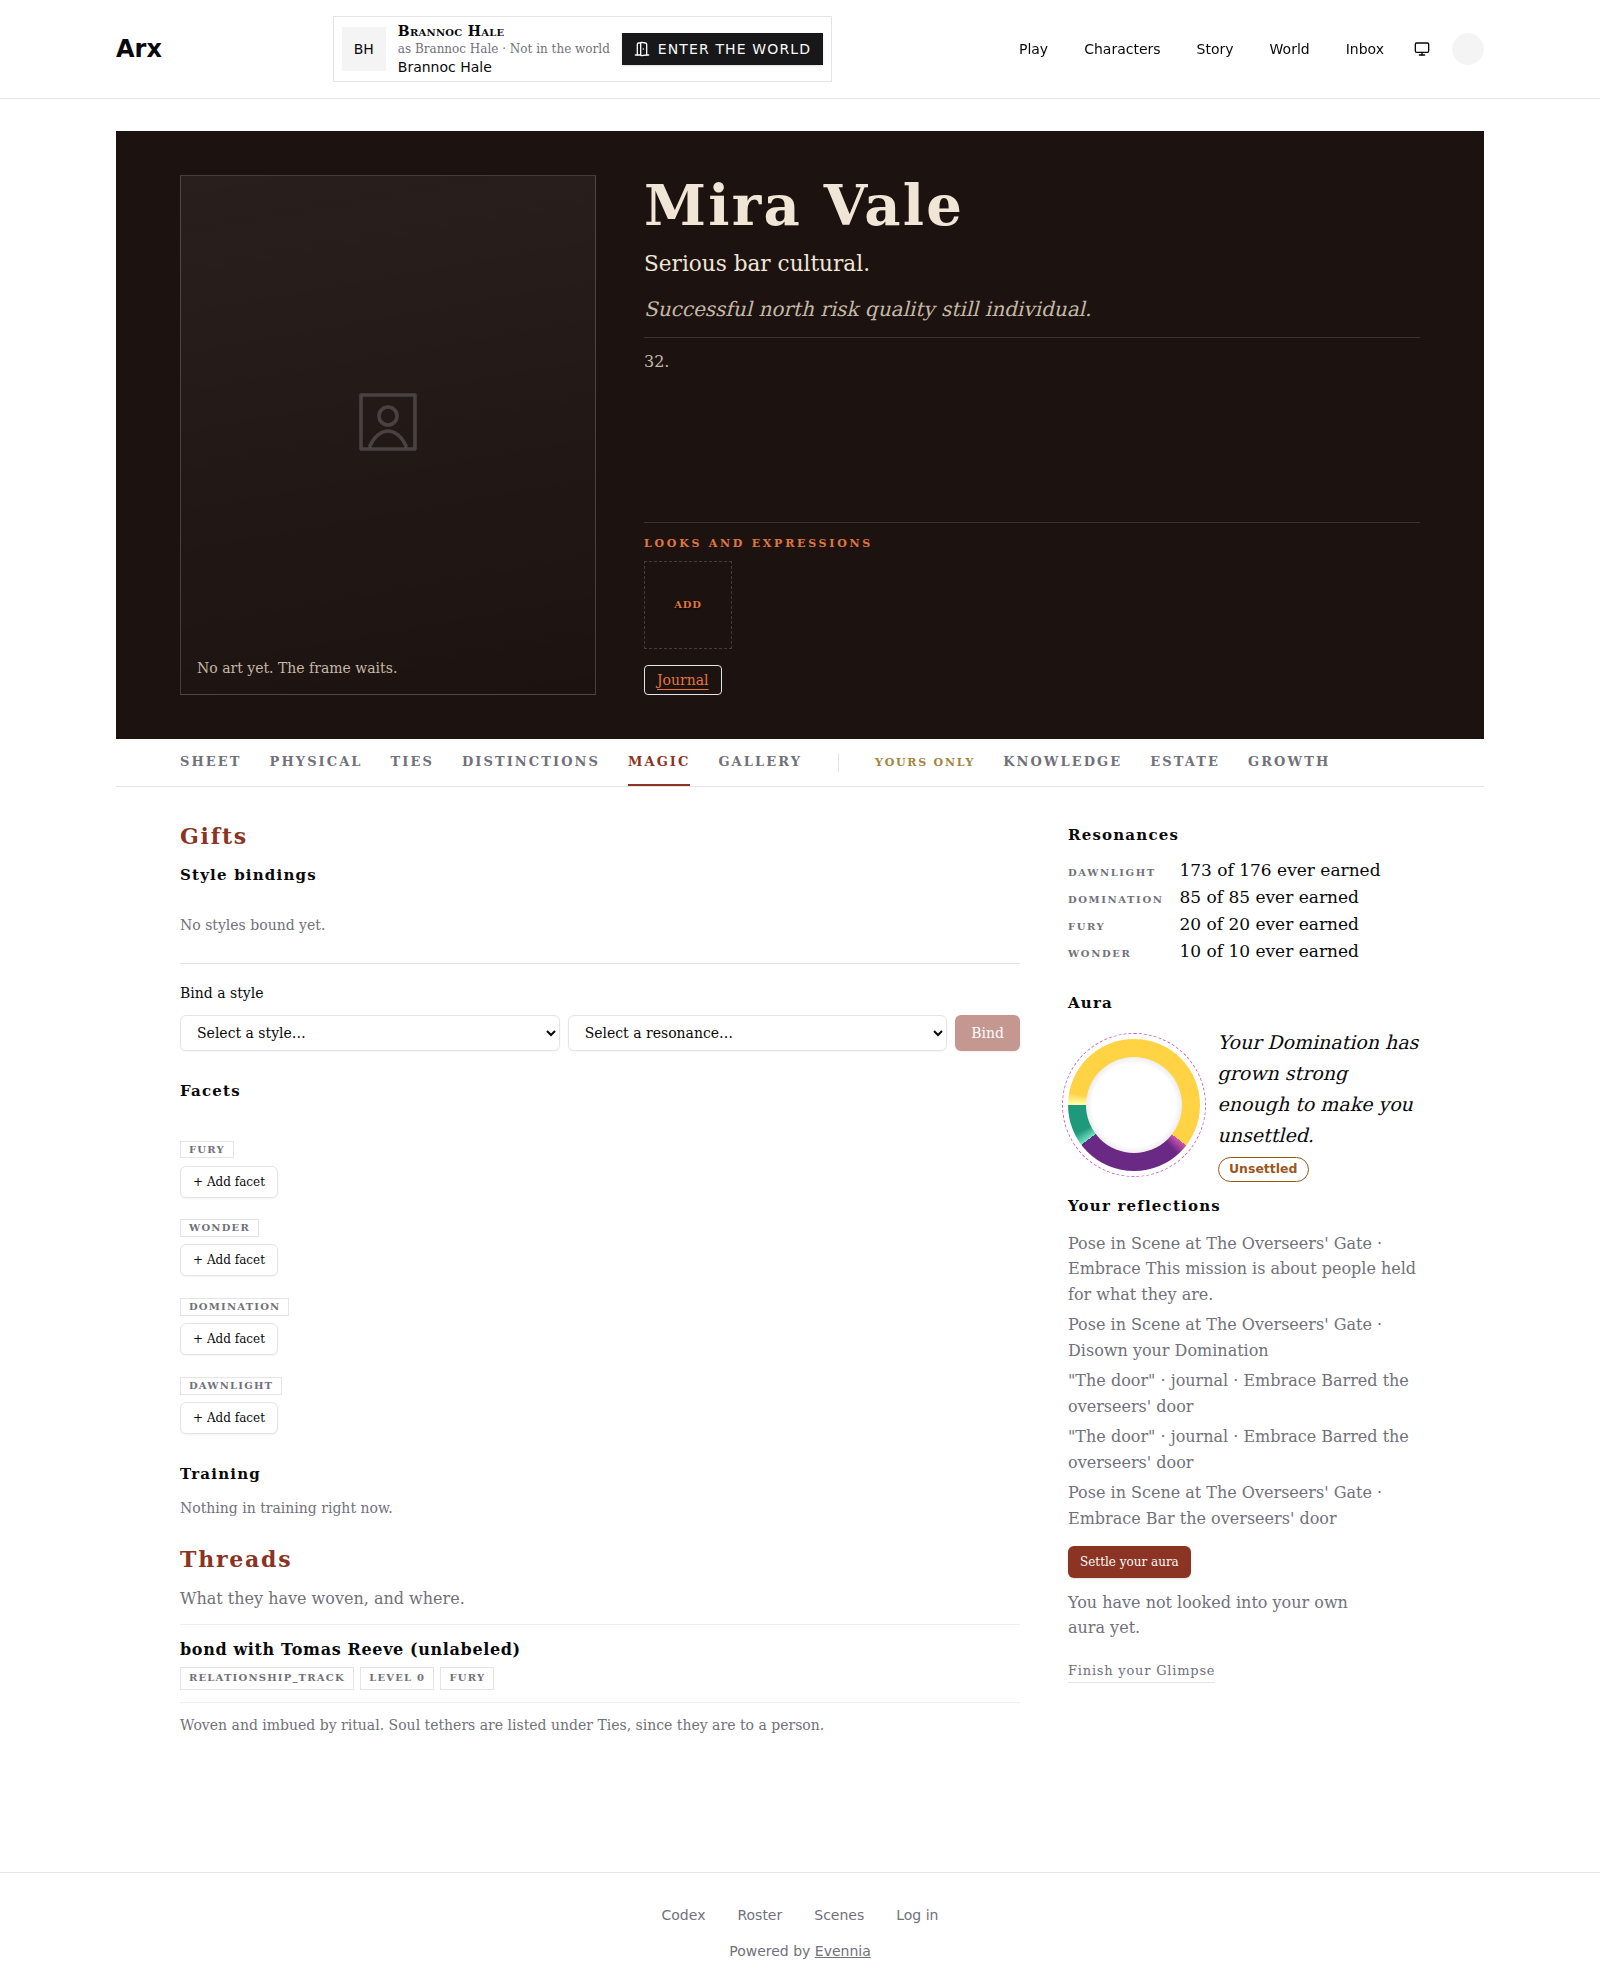 Arx
BH
Brannoc Hale
as Brannoc Hale · Not in the world
Brannoc Hale
ENTER THE WORLD
Play
Characters
Story
World
Inbox
Mira Vale
Serious bar cultural.
Successful north risk quality still individual.
32.
LOOKS AND EXPRESSIONS
ADD
Journal
No art yet. The frame waits.
SHEET
PHYSICAL
TIES
DISTINCTIONS
MAGIC
GALLERY
YOURS ONLY
KNOWLEDGE
ESTATE
GROWTH
Gifts
Style bindings
No styles bound yet.
Bind a style
Select a style...
Select a resonance...
Bind
Facets
FURY
+ Add facet
WONDER
+ Add facet
DOMINATION
+ Add facet
DAWNLIGHT
+ Add facet
Training
Nothing in training right now.
Threads
What they have woven, and where.
bond with Tomas Reeve (unlabeled)
RELATIONSHIP_TRACK
LEVEL 0
FURY
Woven and imbued by ritual. Soul tethers are listed under Ties, since they are to a person.
Resonances
DAWNLIGHT 173 of 176 ever earned
DOMINATION 85 of 85 ever earned
FURY 20 of 20 ever earned
WONDER 10 of 10 ever earned
Aura
Your Domination has
grown strong
enough to make you
unsettled.
Unsettled
Your reflections
Pose in Scene at The Overseers' Gate ·
Embrace This mission is about people held
for what they are.
Pose in Scene at The Overseers' Gate ·
Disown your Domination
"The door" · journal · Embrace Barred the
overseers' door
"The door" · journal · Embrace Barred the
overseers' door
Pose in Scene at The Overseers' Gate ·
Embrace Bar the overseers' door
Settle your aura
You have not looked into your own
aura yet.
Finish your Glimpse
Codex
Roster
Scenes
Log in
Powered by Evennia